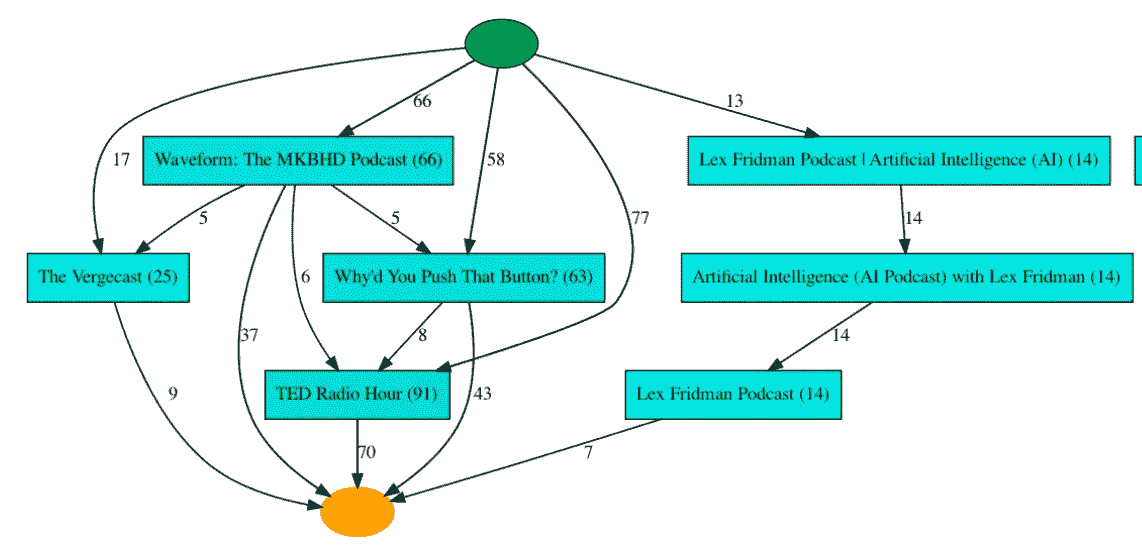 66
13
17
Waveform: The MKBHD Podcast (66)
58
Lex Fridman Podcast | Artificial Intelligence (AI) (14)
77
5
5
14
The Vergecast (25)
6
Why'd You Push That Button? (63)
Artificial Intelligence (AI Podcast) with Lex Fridman (14)
37
8
14
9
TED Radio Hour (91)
43
Lex Fridman Podcast (14)
70
7